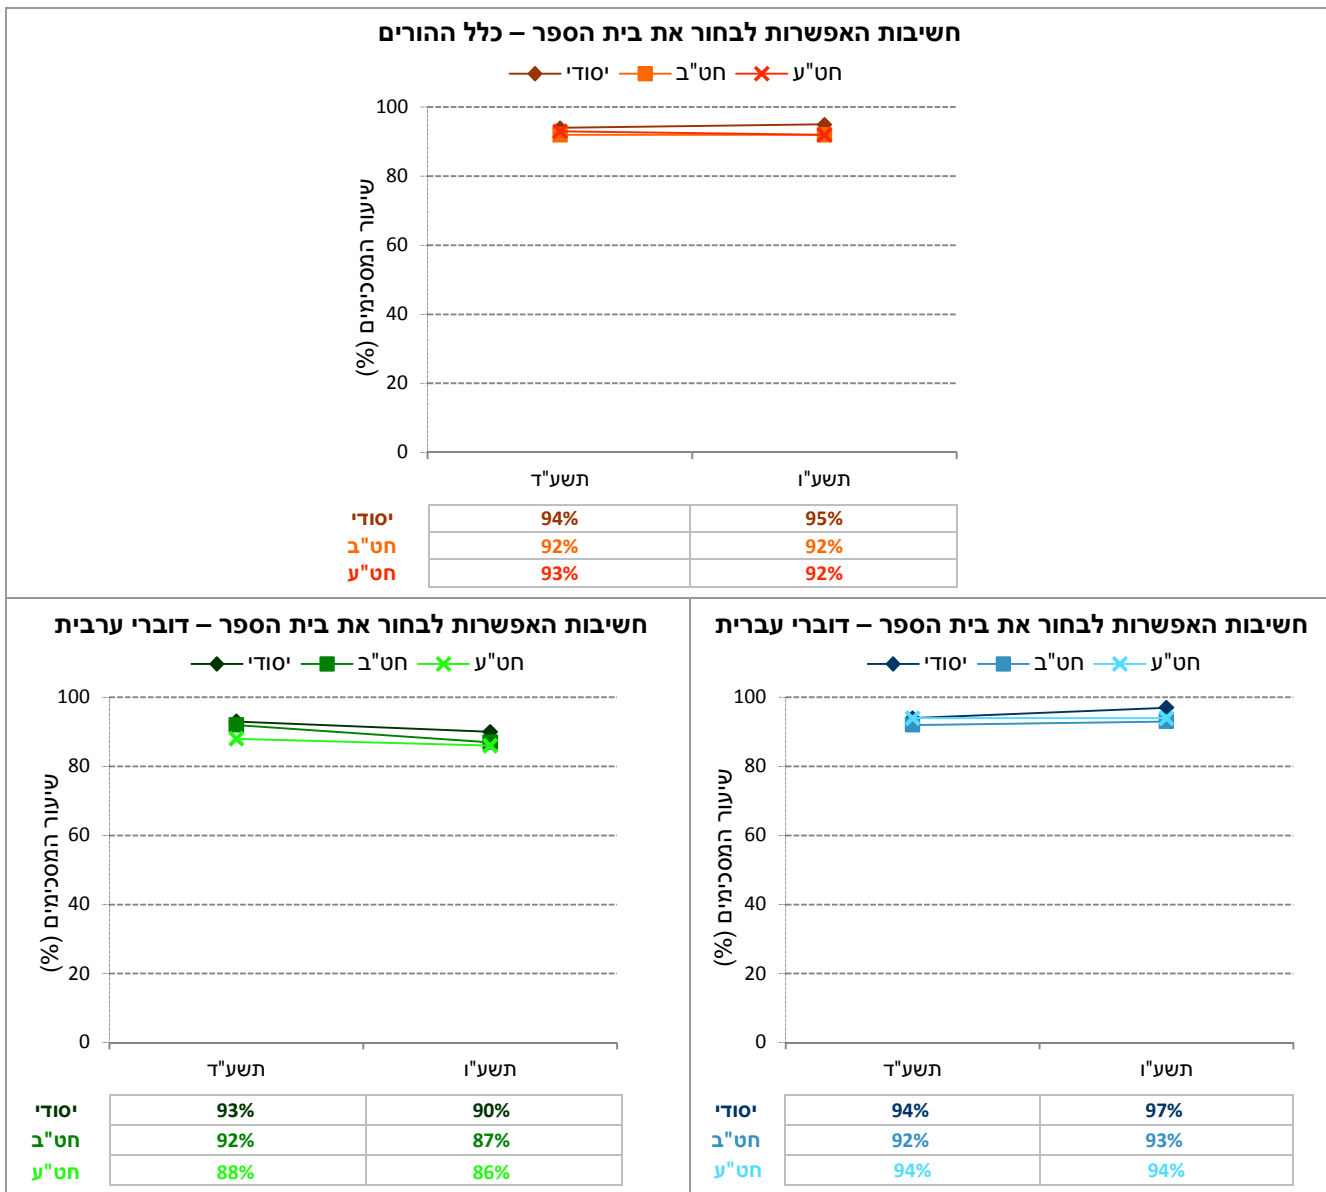 חשיבות האפשרות לבחור את בית הספר – כלל ההורים
יסודי חט"ב חט"ע
שיעור המסכימים (%)
100
80
60
40
20
0
תשע"ד תשע"ו
יסודי 94% 95%
חט"ב 92% 92%
חט"ע 93% 92%
חשיבות האפשרות לבחור את בית הספר – דוברי עברית
יסודי חט"ב חט"ע
שיעור המסכימים (%)
100
80
60
40
20
0
תשע"ד תשע"ו
יסודי 94% 97%
חט"ב 92% 93%
חט"ע 94% 94%
חשיבות האפשרות לבחור את בית הספר – דוברי ערבית
יסודי חט"ב חט"ע
שיעור המסכימים (%)
100
80
60
40
20
0
תשע"ד תשע"ו
יסודי 93% 90%
חט"ב 92% 87%
חט"ע 88% 86%